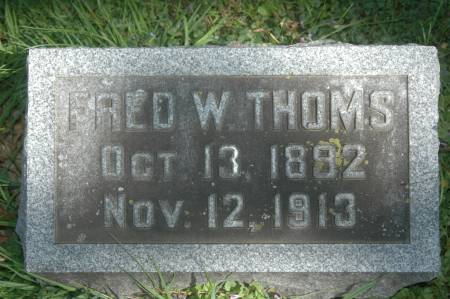 FRED W. THOMS
OCT. 13, 1892
NOV. 12, 1913